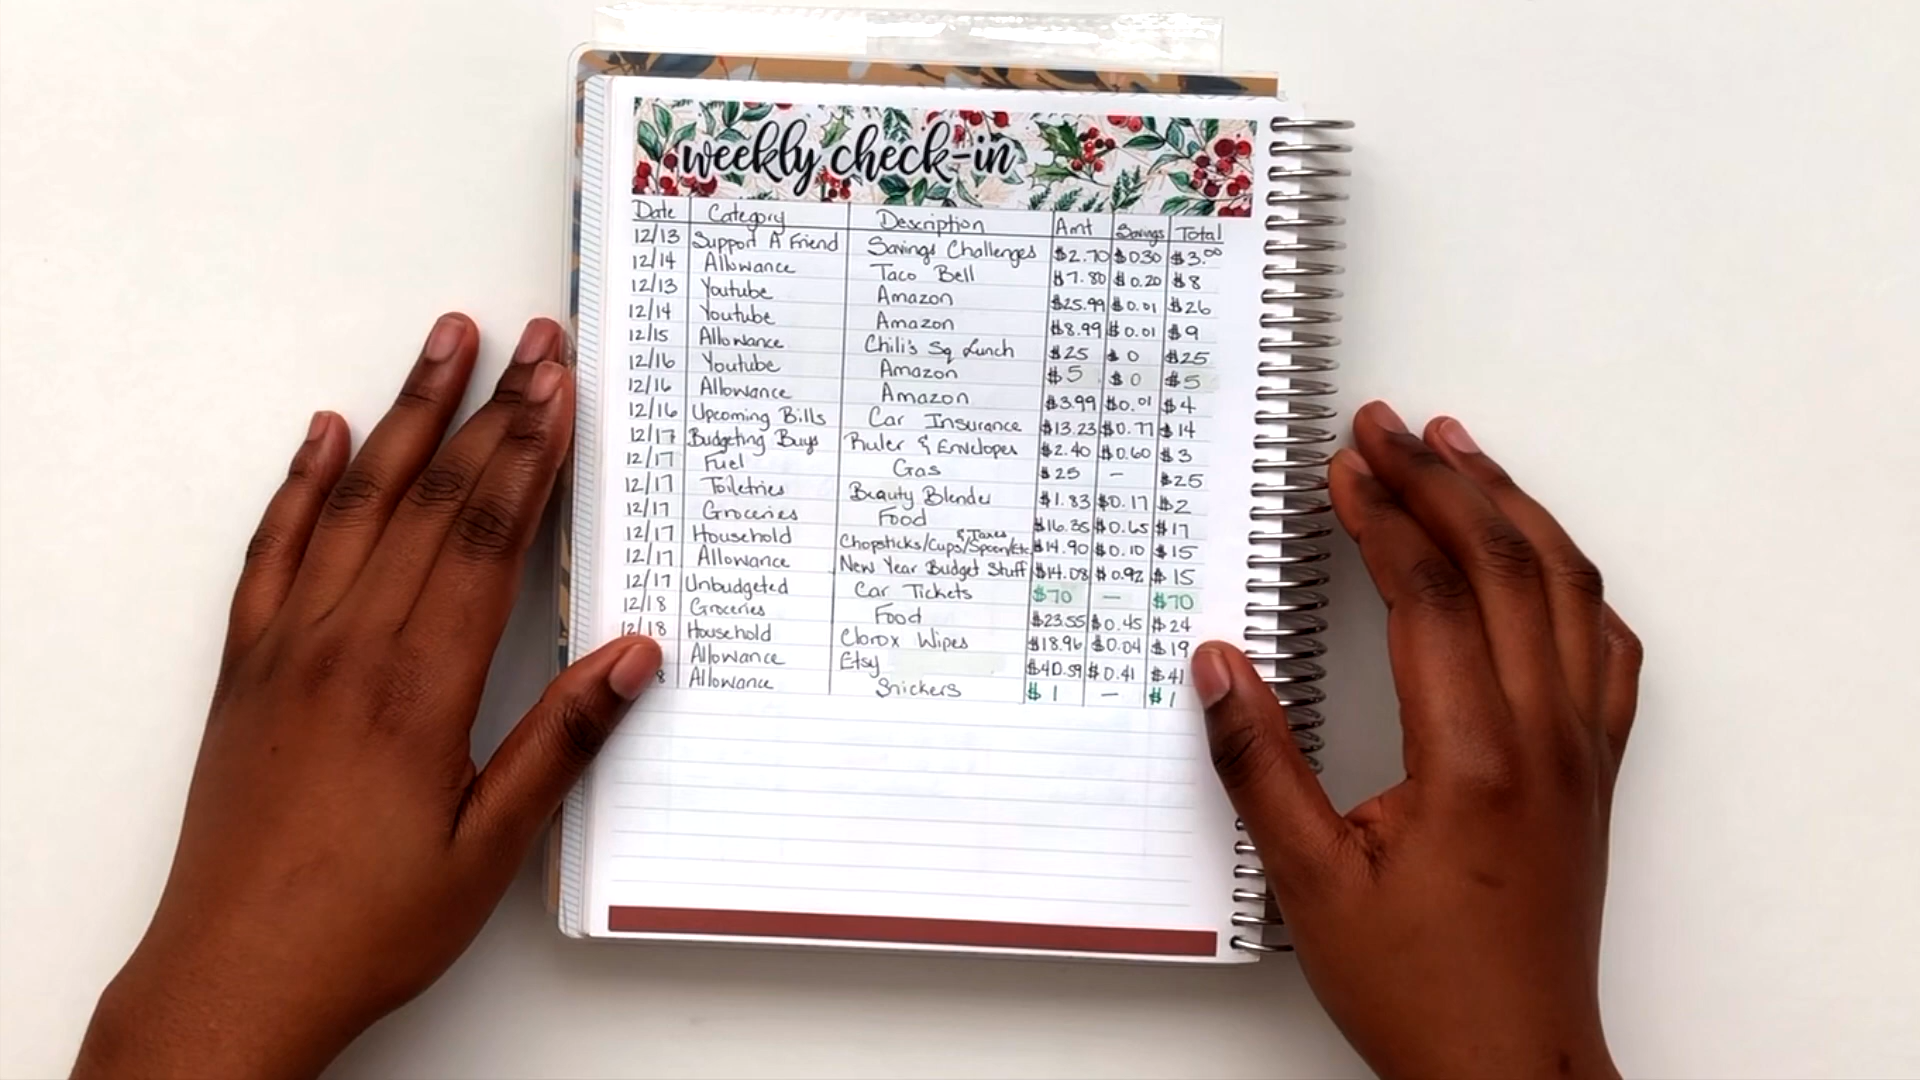 weekly check-in
Date Category Description Amt Savings Total
12/13 Support A Friend Savings Challenges $2.70 $0.30 $3.00
12/14 Allowance Taco Bell $7.80 $0.20 $8
12/13 Youtube Amazon $25.99 $0.01 $26
12/14 Youtube Amazon $8.99 $0.01 $9
12/15 Allowance Chili's Sq Lunch $25 $0 $25
12/16 Youtube Amazon $5 $0 $5
12/16 Allowance Amazon $3.99 $0.01 $4
12/16 Upcoming Bills Car Insurance $13.23 $0.77 $14
12/17 Budgeting Buys Ruler & Envelopes $2.40 $0.60 $3
12/17 Fuel Gas $25 – $25
12/17 Toiletries Beauty Blender $1.83 $0.17 $2
12/17 Groceries Food $16.35 $0.65 $17
12/17 Household Chopsticks/Cups/Spoon/Etc & Taxes $14.90 $0.10 $15
12/17 Allowance New Year Budget Stuff $14.08 $0.92 $15
12/17 Unbudgeted Car Tickets $70 – $70
12/18 Groceries Food $23.55 $0.45 $24
12/18 Household Clorox Wipes $18.96 $0.04 $19
Allowance Etsy $40.59 $0.41 $41
8 Allowance Snickers $1 – $1